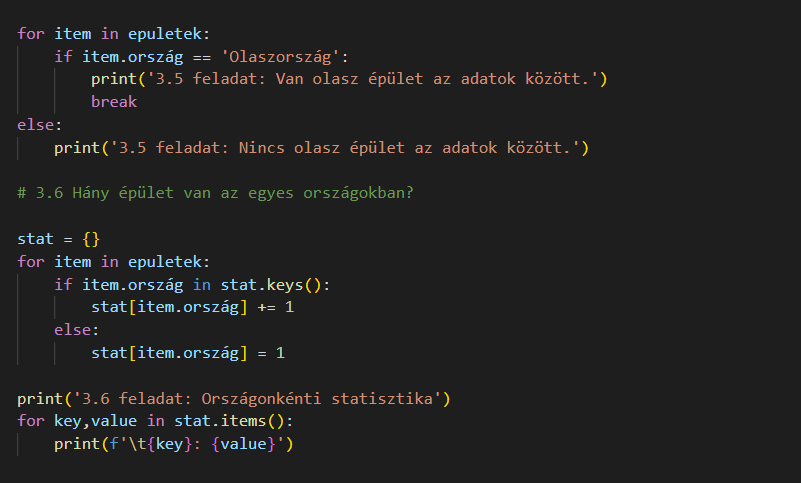 for item in epuletek:
    if item.ország == 'Olaszország':
        print('3.5 feladat: Van olasz épület az adatok között.')
        break
else:
    print('3.5 feladat: Nincs olasz épület az adatok között.')
# 3.6 Hány épület van az egyes országokban?
stat = {}
for item in epuletek:
    if item.ország in stat.keys():
        stat[item.ország] += 1
    else:
        stat[item.ország] = 1
print('3.6 feladat: Országonkénti statisztika')
for key,value in stat.items():
    print(f'\t{key}: {value}')